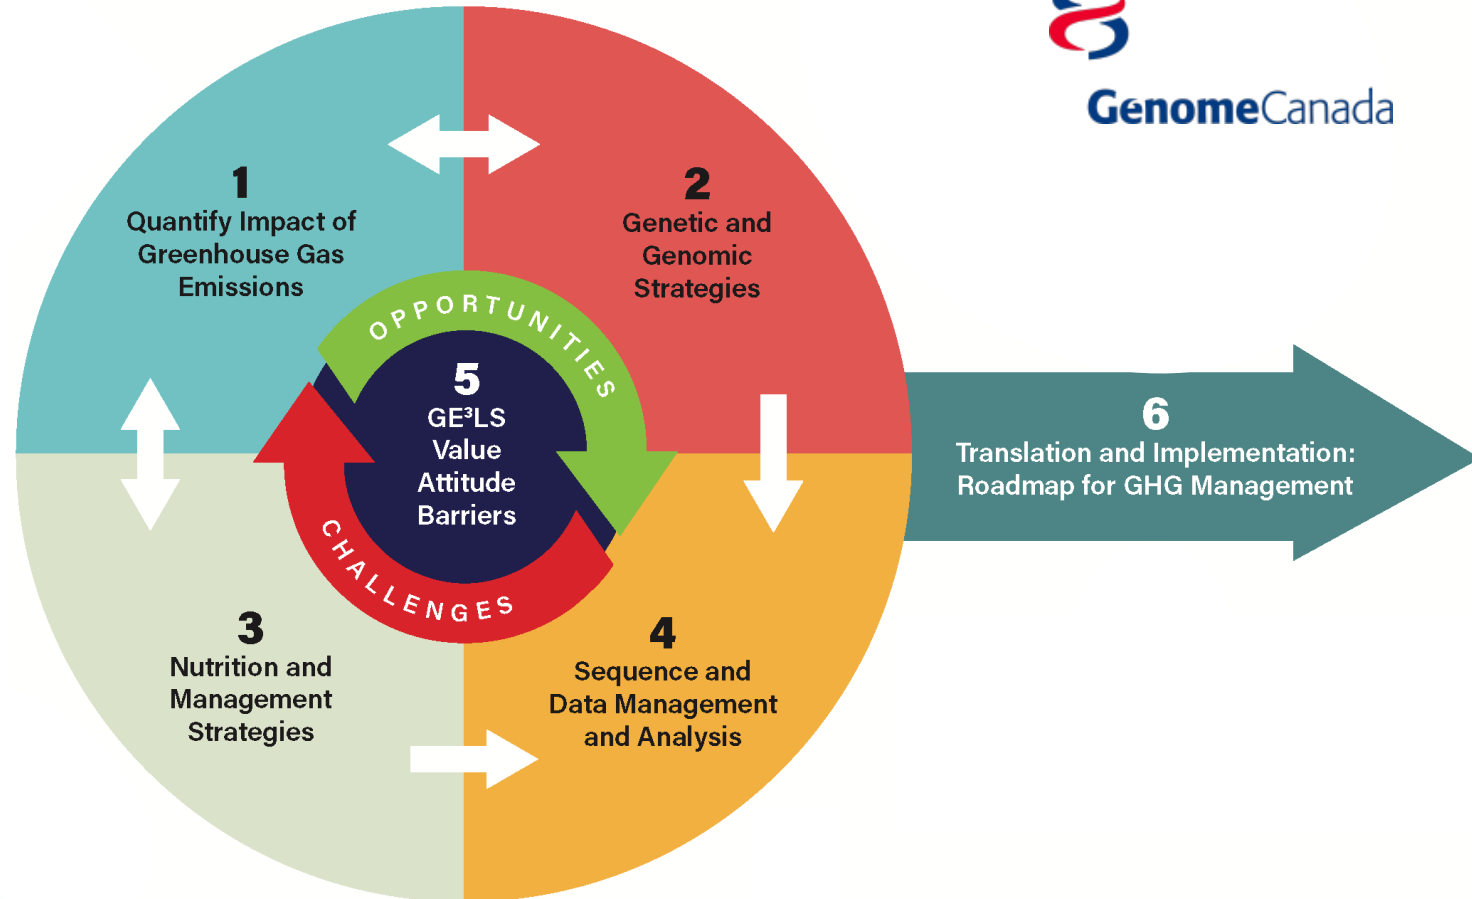 GenomeCanada
1
Quantify Impact of
Greenhouse Gas
Emissions
2
Genetic and
Genomic
Strategies
OPPORTUNITIES
5
GE³LS
Value
Attitude
Barriers
CHALLENGES
6
Translation and Implementation:
Roadmap for GHG Management
3
Nutrition and
Management
Strategies
4
Sequence and
Data Management
and Analysis